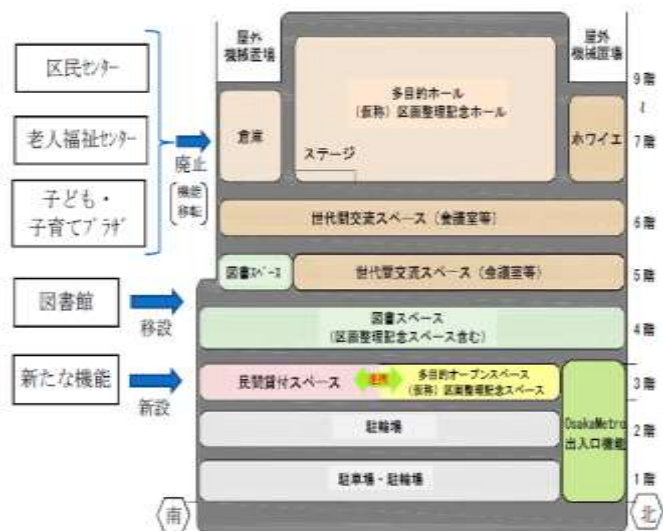 屋外
機械置場
屋外
機械置場
区民センター
老人福祉センター
子ども・
子育てプラザ
廃止
機能
移転
図書館
移設
新たな機能
新設
多目的ホール
(仮称)区画整理記念ホール
倉庫
ステージ
ホワイエ
世代間交流スペース(会議室等)
図書スペース
世代間交流スペース(会議室等)
図書スペース
(区画整理記念スペース含む)
民間貸付スペース
連携
多目的オープンスペース
(仮称)区画整理記念スペース
駐輪場
OsakaMetro
出入口機能
駐車場・駐輪場
9階
~
7階
6階
5階
4階
3階
2階
1階
南
北